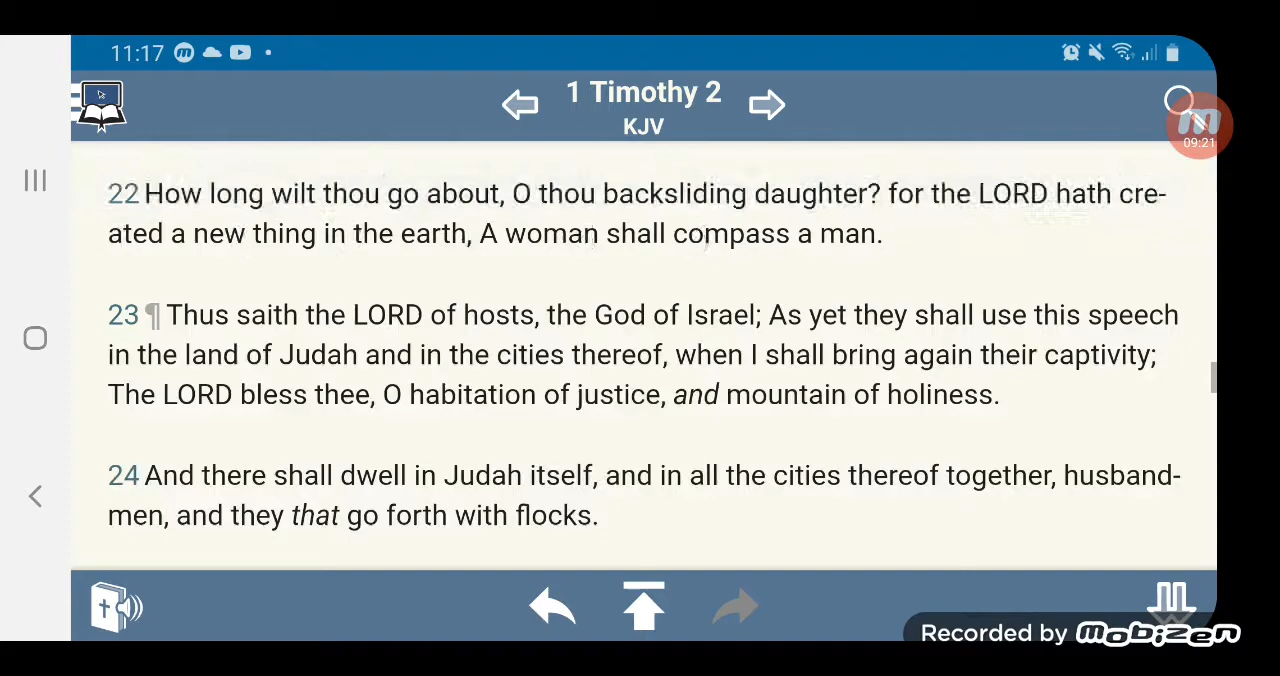 11:17
1 Timothy 2
KJV
09:21
22 How long wilt thou go about, O thou backsliding daughter? for the LORD hath cre-
ated a new thing in the earth, A woman shall compass a man.
23 ¶ Thus saith the LORD of hosts, the God of Israel; As yet they shall use this speech
in the land of Judah and in the cities thereof, when I shall bring again their captivity;
The LORD bless thee, O habitation of justice, and mountain of holiness.
24 And there shall dwell in Judah itself, and in all the cities thereof together, husband-
men, and they that go forth with flocks.
Recorded by Mobizen